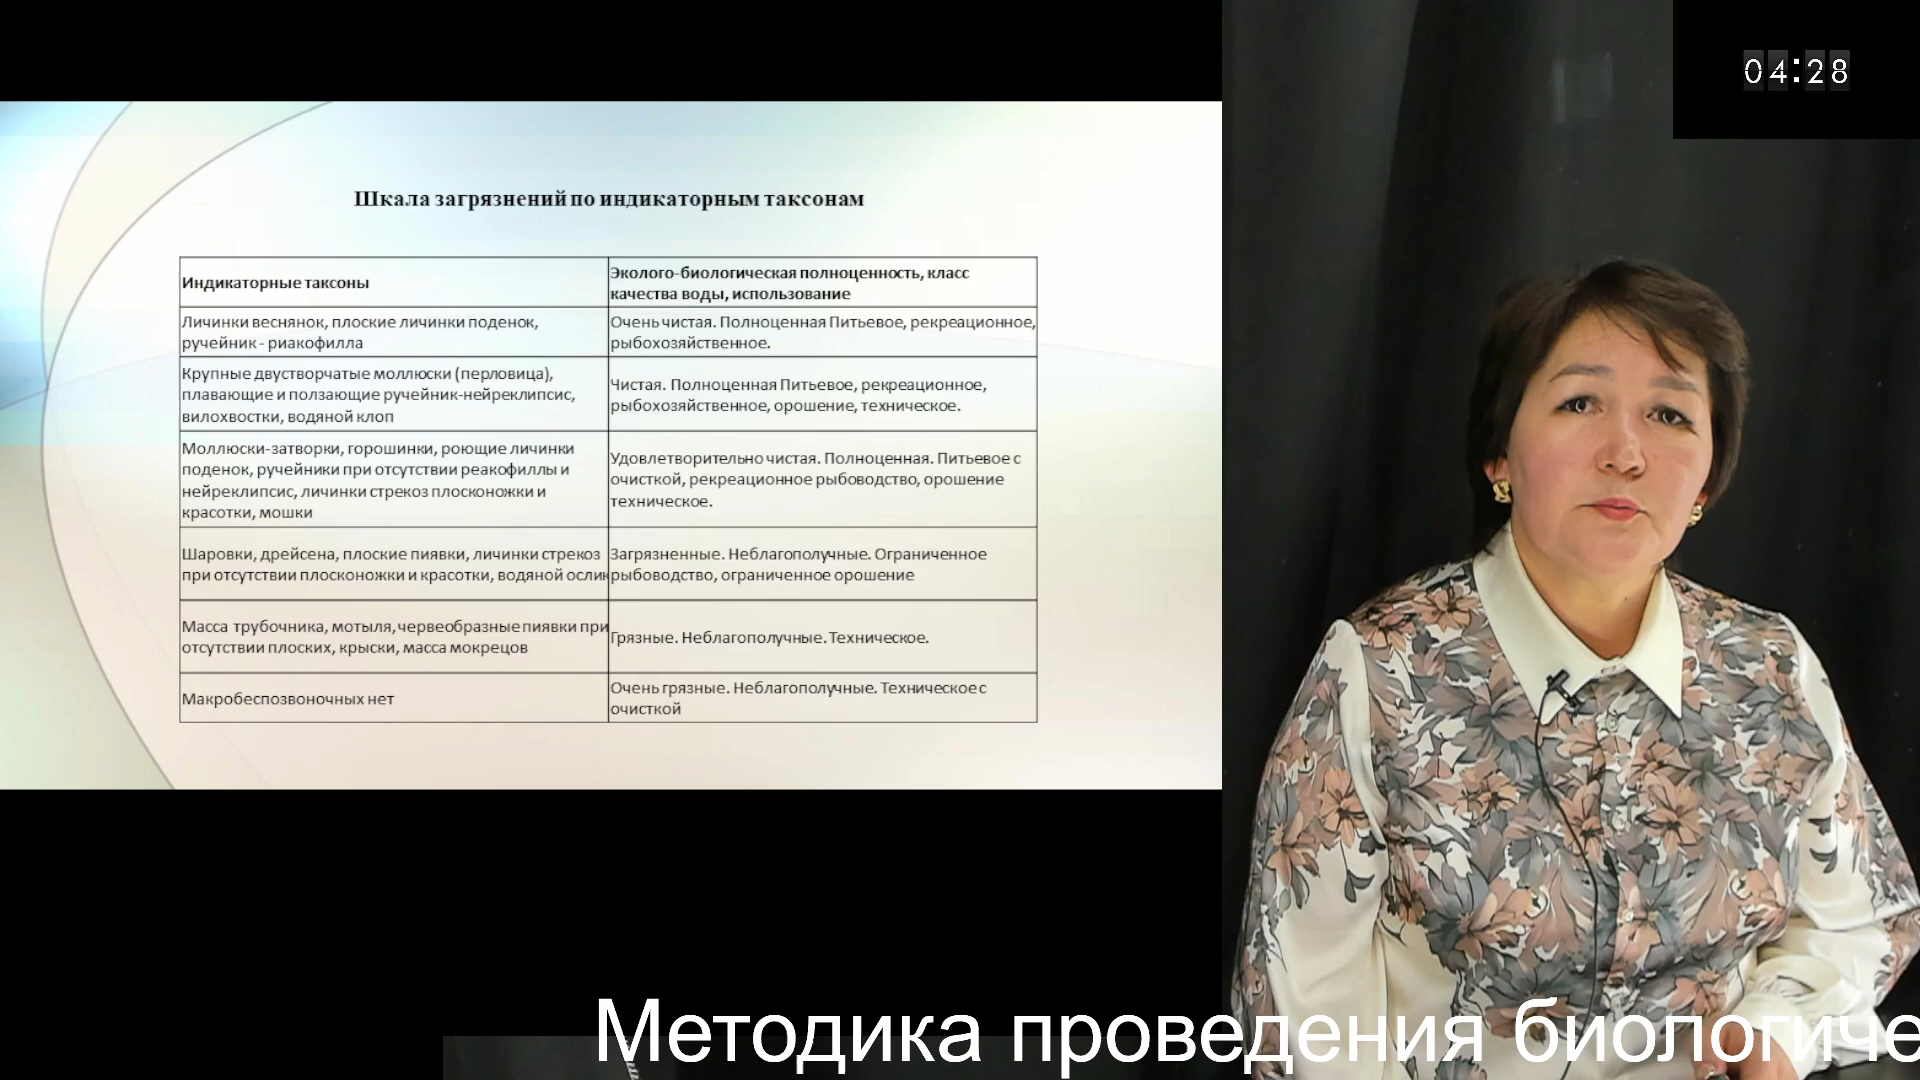 04:28
Шкала загрязнений по индикаторным таксонам
Индикаторные таксоны
Эколого-биологическая полноценность, класс
качества воды, использование
Личинки веснянок, плоские личинки поденок,
ручейник - риакофилла
Очень чистая. Полноценная Питьевое, рекреационное,
рыбохозяйственное.
Крупные двустворчатые моллюски (перловица),
плавающие и ползающие ручейник-нейреклипсис,
вилохвостки, водяной клоп
Чистая. Полноценная Питьевое, рекреационное,
рыбохозяйственное, орошение, техническое.
Моллюски-затворки, горошинки, роющие личинки
поденок, ручейники при отсутствии реакофиллы и
нейреклипсис, личинки стрекоз плосконожки и
красотки, мошки
Удовлетворительно чистая. Полноценная. Питьевое с
очисткой, рекреационное рыбоводство, орошение
техническое.
Шаровки, дрейсена, плоские пиявки, личинки стрекоз
при отсутствии плосконожки и красотки, водяной ослик
Загрязненные. Неблагополучные. Ограниченное
рыбоводство, ограниченное орошение
Масса трубочника, мотыля, червеобразные пиявки при
отсутствии плоских, крыски, масса мокрецов
Грязные. Неблагополучные. Техническое.
Макробеспозвоночных нет
Очень грязные. Неблагополучные. Техническое с
очисткой
Методика проведения биологиче